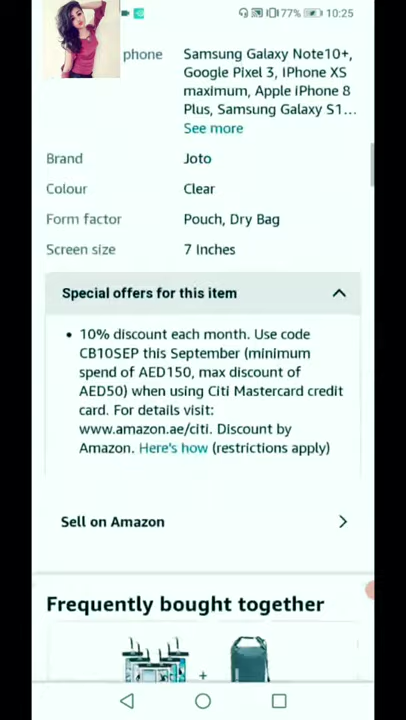 77% 10:25
phone
Samsung Galaxy Note10+,
Google Pixel 3, IPhone XS
maximum, Apple iPhone 8
Plus, Samsung Galaxy S1...
See more
Brand Joto
Colour Clear
Form factor Pouch, Dry Bag
Screen size 7 Inches
Special offers for this item
• 10% discount each month. Use code
CB10SEP this September (minimum
spend of AED150, max discount of
AED50) when using Citi Mastercard credit
card. For details visit:
www.amazon.ae/citi. Discount by
Amazon. Here's how (restrictions apply)
Sell on Amazon
Frequently bought together
+